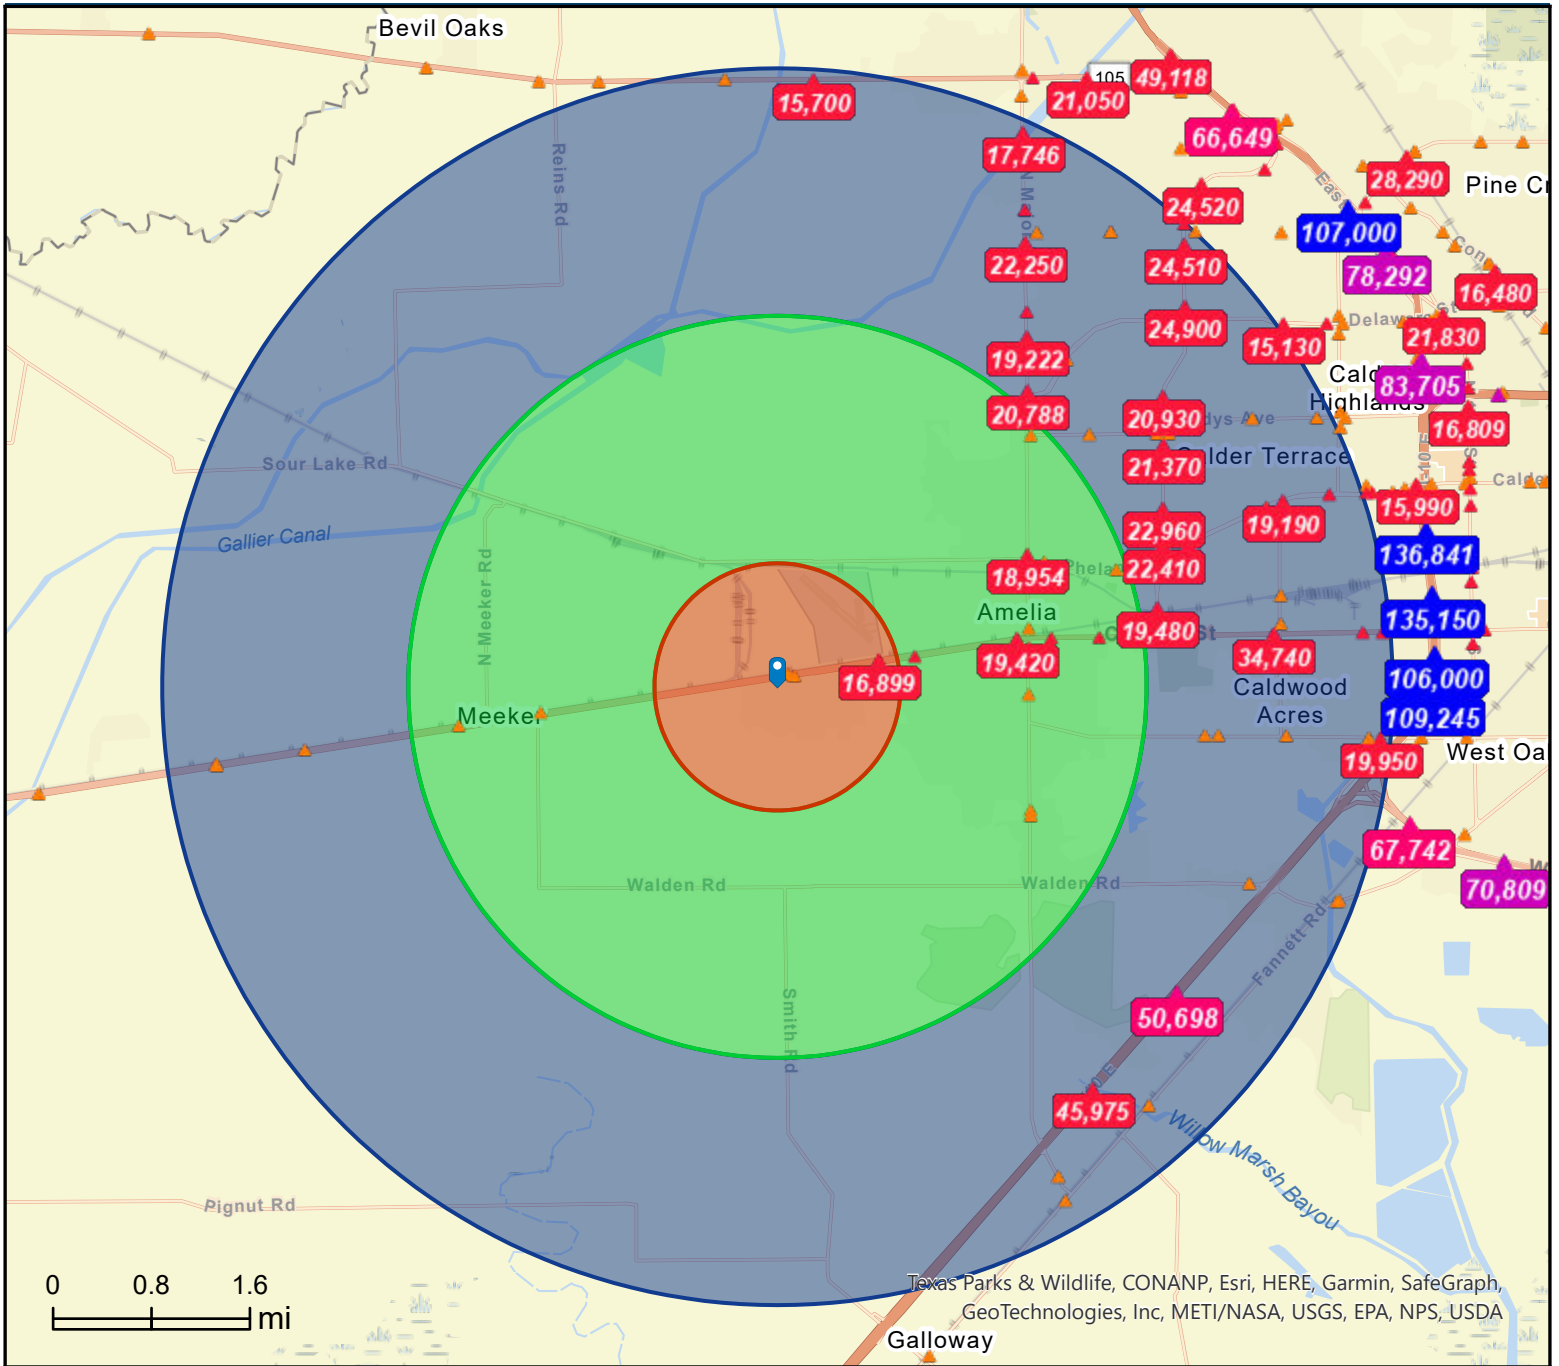 Bevil Oaks
105
49,118
15,700
21,050
66,649
17,746
N Major
Reins Rd
28,290
Pine Cr
24,520
107,000
22,250
24,510
78,292
16,480
24,900
Delaware St
21,830
15,130
19,222
83,705
Highlands
20,788
20,930
16,809
Calder Terrace
Sour Lake Rd
21,370
15,990
19,190
22,960
Gallier Canal
136,841
22,410
18,954
Amelia
N Meeker Rd
135,150
19,480
St
19,420
34,740
16,899
106,000
Caldwood
Acres
Meeker
109,245
West Oa
19,950
67,742
Walden Rd
Walden Rd
70,809
Fannett Rd
50,698
Smith Rd
45,975
Willow Marsh Bayou
Pignut Rd
0 0.8 1.6
mi
Texas Parks & Wildlife, CONANP, Esri, HERE, Garmin, SafeGraph,
GeoTechnologies, Inc, METI/NASA, USGS, EPA, NPS, USDA
Galloway